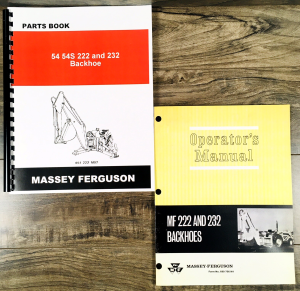 PARTS BOOK
54 54S 222 and 232
Backhoe
MASSEY FERGUSON
Operator's
Manual
MF 222 AND 232
BACKHOES
MASSEY-FERGUSON